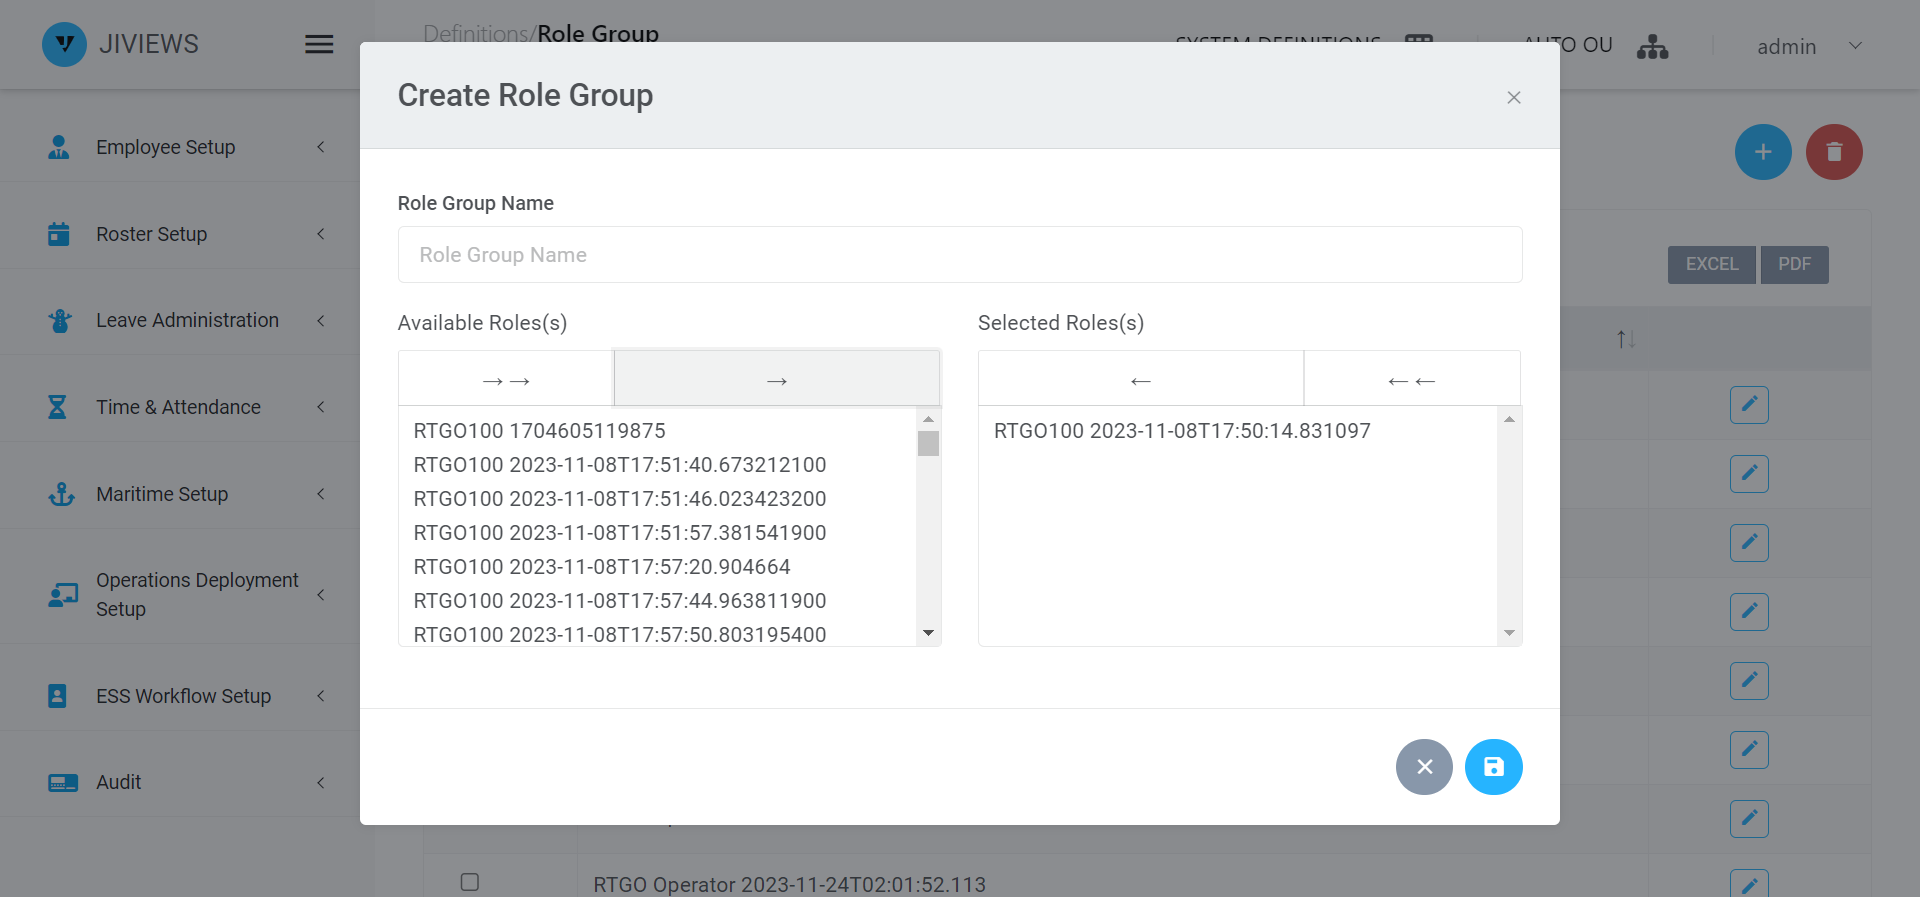 JIVIEWS
Definitions/Role Group
SYSTEM DEFINITIONS
AUTO OU
admin
Employee Setup
Roster Setup
Leave Administration
Time & Attendance
Maritime Setup
Operations Deployment
Setup
ESS Workflow Setup
Audit
EXCEL
PDF
Create Role Group
Role Group Name
Role Group Name
Available Roles(s)
Selected Roles(s)
→→
→
←
←←
RTGO100 1704605119875
RTGO100 2023-11-08T17:51:40.673212100
RTGO100 2023-11-08T17:51:46.023423200
RTGO100 2023-11-08T17:51:57.381541900
RTGO100 2023-11-08T17:57:20.904664
RTGO100 2023-11-08T17:57:44.963811900
RTGO100 2023-11-08T17:57:50.803195400
RTGO100 2023-11-08T17:50:14.831097
RTGO Operator 2023-11-24T02:01:52.113